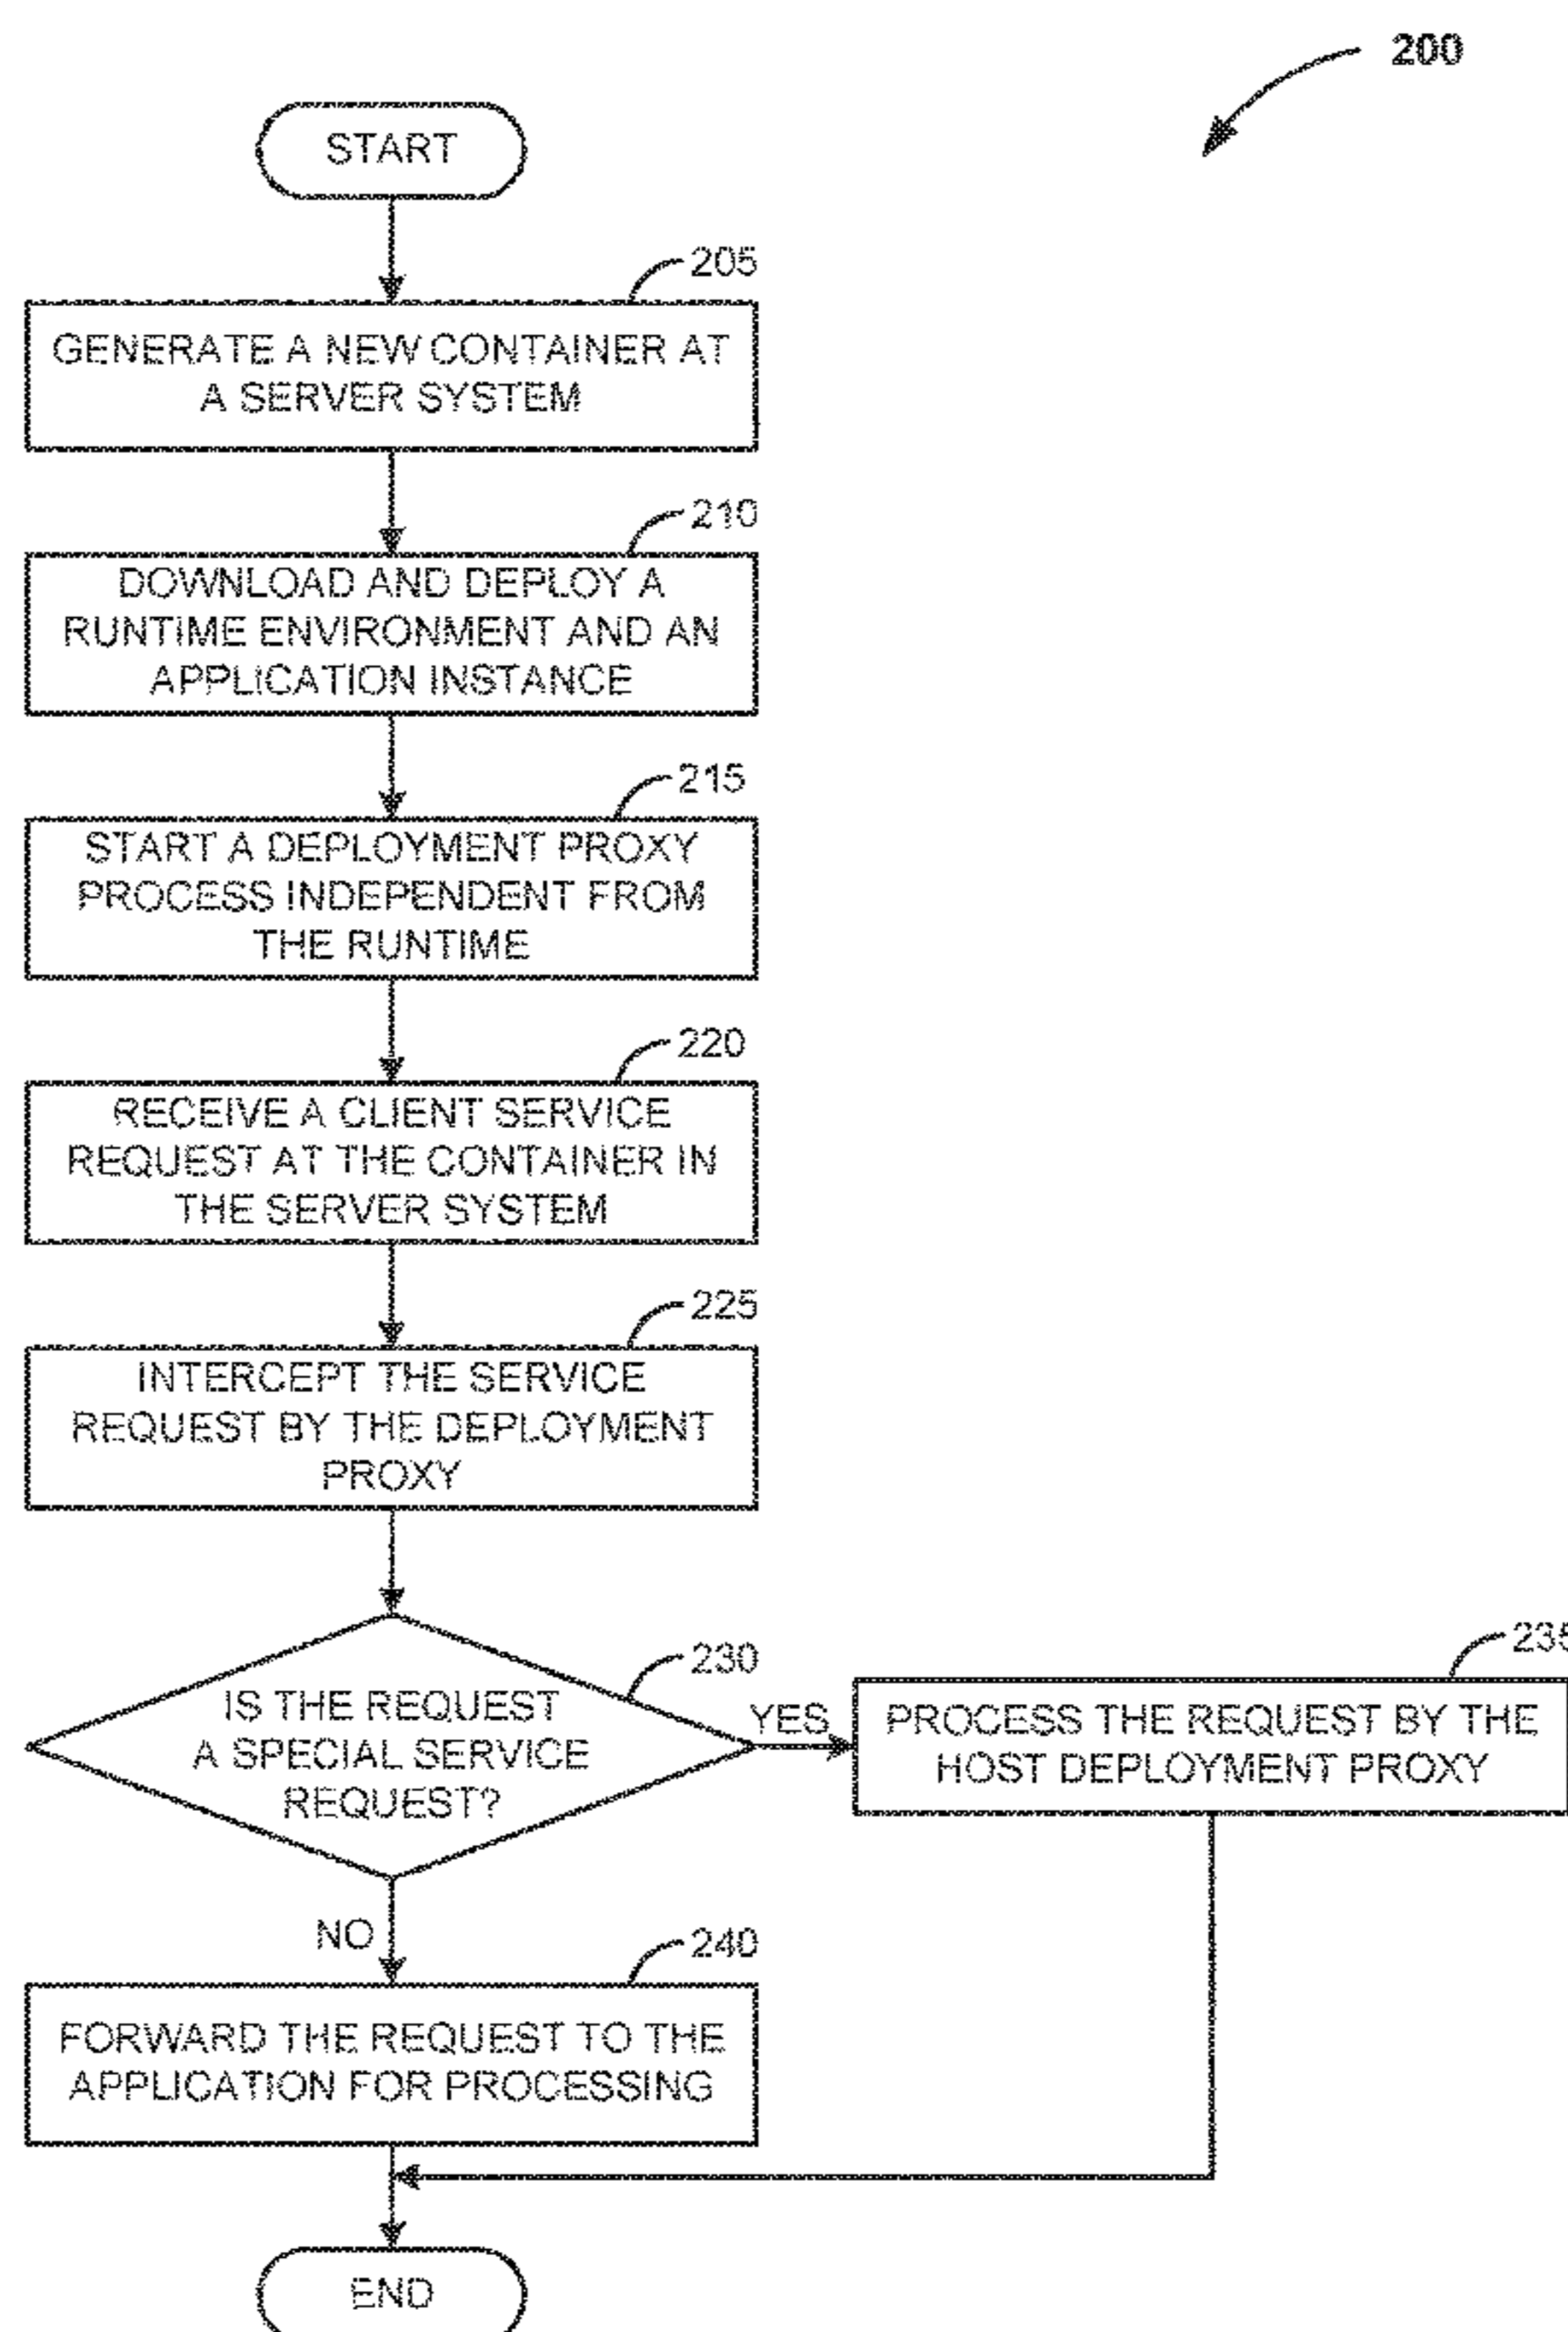 200
START
205
GENERATE A NEW CONTAINER AT
A SERVER SYSTEM
210
DOWNLOAD AND DEPLOY A
RUNTIME ENVIRONMENT AND AN
APPLICATION INSTANCE
215
START A DEPLOYMENT PROXY
PROCESS INDEPENDENT FROM
THE RUNTIME
220
RECEIVE A CLIENT SERVICE
REQUEST AT THE CONTAINER IN
THE SERVER SYSTEM
225
INTERCEPT THE SERVICE
REQUEST BY THE DEPLOYMENT
PROXY
230
IS THE REQUEST
A SPECIAL SERVICE
REQUEST?
YES
235
PROCESS THE REQUEST BY THE
HOST DEPLOYMENT PROXY
NO
240
FORWARD THE REQUEST TO THE
APPLICATION FOR PROCESSING
END